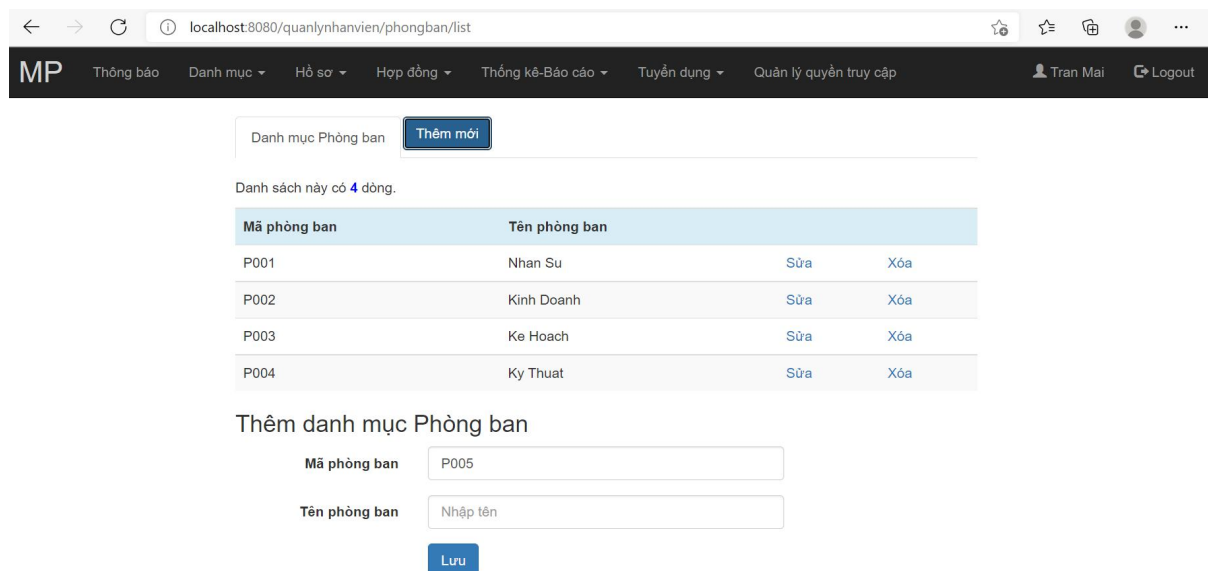 localhost:8080/quanlynhanvien/phongban/list
MP Thông báo Danh mục Hồ sơ Hợp đồng Thống kê-Báo cáo Tuyển dụng Quản lý quyền truy cập Tran Mai Logout
Danh mục Phòng ban Thêm mới
Danh sách này có 4 dòng.
Mã phòng ban Tên phòng ban
P001 Nhan Su Sửa Xóa
P002 Kinh Doanh Sửa Xóa
P003 Ke Hoach Sửa Xóa
P004 Ky Thuat Sửa Xóa
Thêm danh mục Phòng ban
Mã phòng ban P005
Tên phòng ban Nhập tên
Lưu